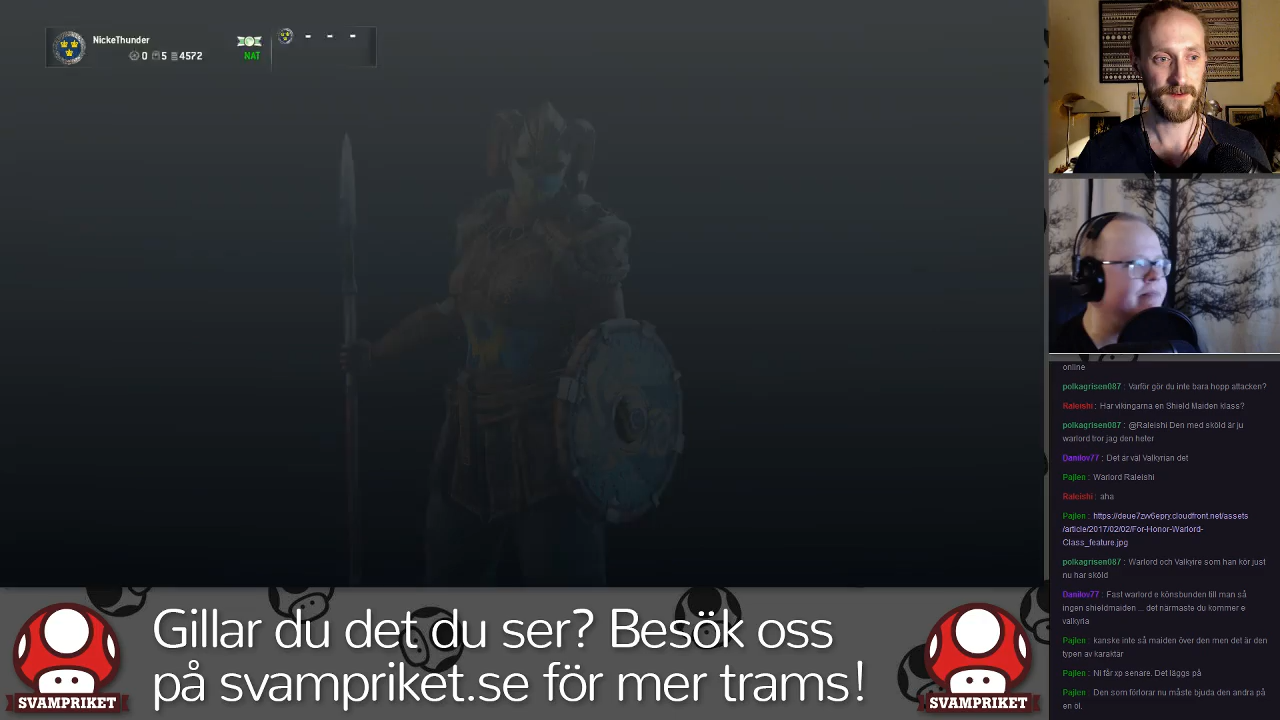 NickeThunder
0 5 4572
NAT
- - -
online
polkagrisen087 : Varför gör du inte bara hopp attacken?
Raleishi : Har vikingarna en Shield Maiden klass?
polkagrisen087 : @Raleishi Den med sköld är ju
warlord tror jag den heter
Danilov77 : Det är väl Valkyrian det
Pajlen : Warlord Raleishi
Raleishi : aha
Pajlen : https://deue7zvv6epry.cloudfront.net/assets
/article/2017/02/02/For-Honor-Warlord-
Class_feature.jpg
polkagrisen087 : Warlord och Valkyire som han kör just
nu har sköld
Danilov77 : Fast warlord e könsbunden till man så
ingen shieldmaiden ... det närmaste du kommer e
valkyria
Pajlen : kanske inte så maiden över den men det är den
typen av karaktär
Pajlen : Ni får xp senare. Det läggs på
Pajlen : Den som förlorar nu måste bjuda den andra på
en öl.
Gillar du det du ser? Besök oss
på svampriket.se för mer trams!
SVAMPRIKET
SVAMPRIKET